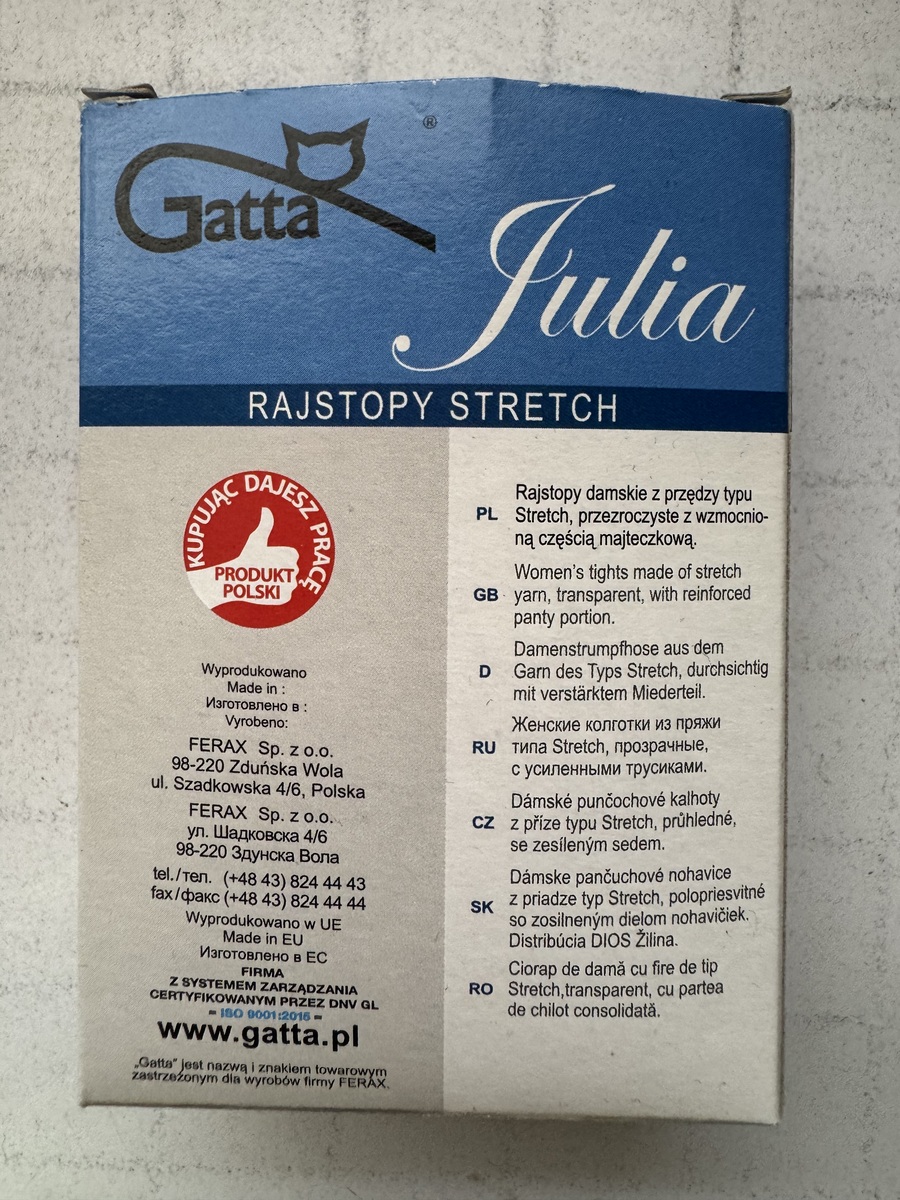 Gatta®
Julia
RAJSTOPY STRETCH
KUPUJĄC DAJESZ PRACĘ
PRODUKT
POLSKI
Wyprodukowano
Made in :
Изготовлено в :
Vyrobeno:
FERAX Sp. z o.o.
98-220 Zduńska Wola
ul. Szadkowska 4/6, Polska
FERAX Sp. z o.o.
ул. Шадковска 4/6
98-220 Здунска Вола
tel./тел. (+48 43) 824 44 43
fax/факс (+48 43) 824 44 44
Wyprodukowano w UE
Made in EU
Изготовлено в ЕС
FIRMA
Z SYSTEMEM ZARZĄDZANIA
CERTYFIKOWANYM PRZEZ DNV GL
= ISO 9001:2015 =
www.gatta.pl
„Gatta” jest nazwą i znakiem towarowym
zastrzeżonym dla wyrobów firmy FERAX.
PL
Rajstopy damskie z przędzy typu
Stretch, przezroczyste z wzmocnio-
ną częścią majteczkową.
GB
Women's tights made of stretch
yarn, transparent, with reinforced
panty portion.
D
Damenstrumpfhose aus dem
Garn des Typs Stretch, durchsichtig
mit verstärktem Miederteil.
RU
Женские колготки из пряжи
типа Stretch, прозрачные,
с усиленными трусиками.
CZ
Dámské punčochové kalhoty
z příze typu Stretch, průhledné,
se zesíleným sedem.
SK
Dámske pančuchové nohavice
z priadze typ Stretch, polopriesvitné
so zosilneným dielom nohavičiek.
Distribúcia DIOS Žilina.
RO
Ciorap de damă cu fire de tip
Stretch,transparent, cu partea
de chilot consolidată.